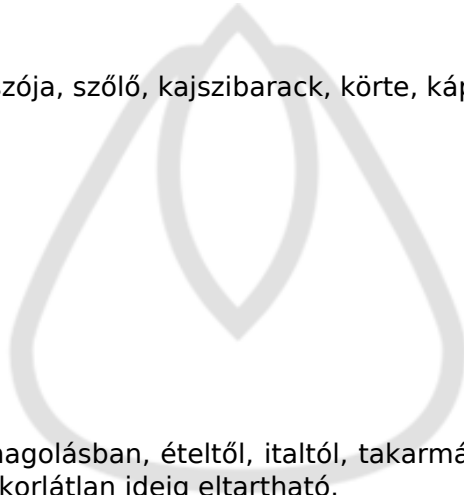 zója, szőlő, kajszibarack, körte, káp
nagolásban, ételtől, italtól, takarmá
korlátlan ideig eltartható.